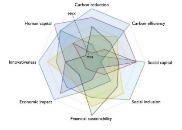 Carbon reduction
Human capital
Carbon efficiency
Innovativeness
Social capital
Economic impact
Social inclusion
Financial sustainability